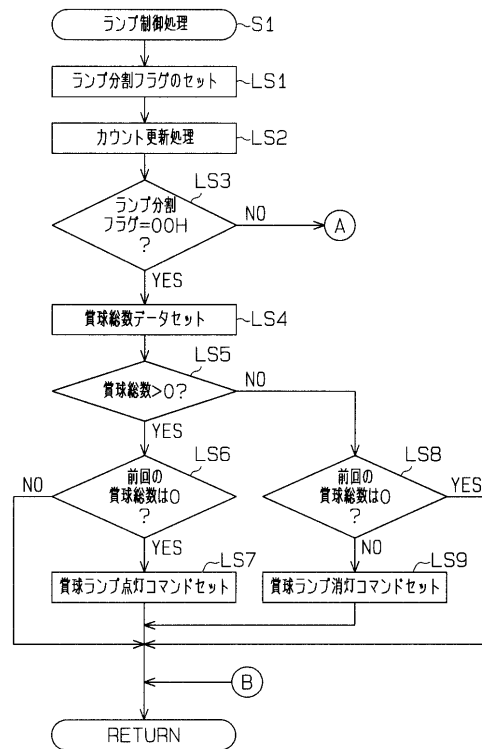 ランプ制御処理
S1
ランプ分割フラグのセット
LS1
カウント更新処理
LS2
LS3
ランプ分割
フラグ=00H
?
NO
A
YES
賞球総数データセット
LS4
LS5
賞球総数>0?
NO
YES
LS6
前回の
賞球総数は0
?
NO
YES
LS8
前回の
賞球総数は0
?
YES
NO
LS7
賞球ランプ点灯コマンドセット
LS9
賞球ランプ消灯コマンドセット
B
RETURN